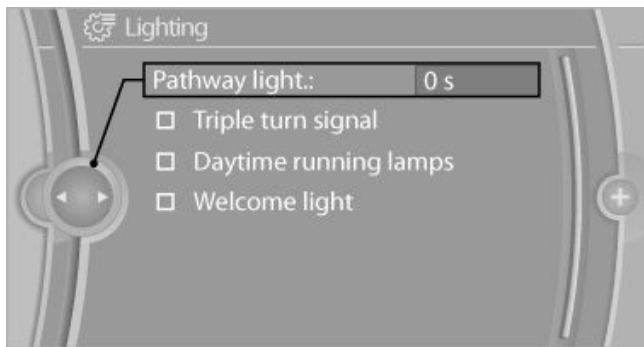 Lighting
Pathway light.: 0 s
Triple turn signal
Daytime running lamps
Welcome light